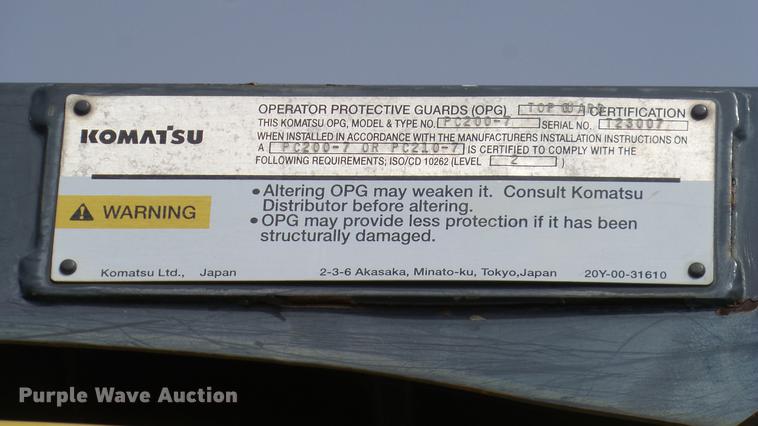 KOMATSU
OPERATOR PROTECTIVE GUARDS (OPG) TOP GUARD CERTIFICATION
THIS KOMATSU OPG, MODEL & TYPE NO. PC200-7 SERIAL NO. T23007
WHEN INSTALLED IN ACCORDANCE WITH THE MANUFACTURERS INSTALLATION INSTRUCTIONS ON
A PC200-7 OR PC210-7 IS CERTIFIED TO COMPLY WITH THE
FOLLOWING REQUIREMENTS; ISO/CD 10262 (LEVEL 2 )
WARNING
• Altering OPG may weaken it. Consult Komatsu
Distributor before altering.
• OPG may provide less protection if it has been
structurally damaged.
Komatsu Ltd., Japan 2-3-6 Akasaka, Minato-ku, Tokyo,Japan 20Y-00-31610
Purple Wave Auction